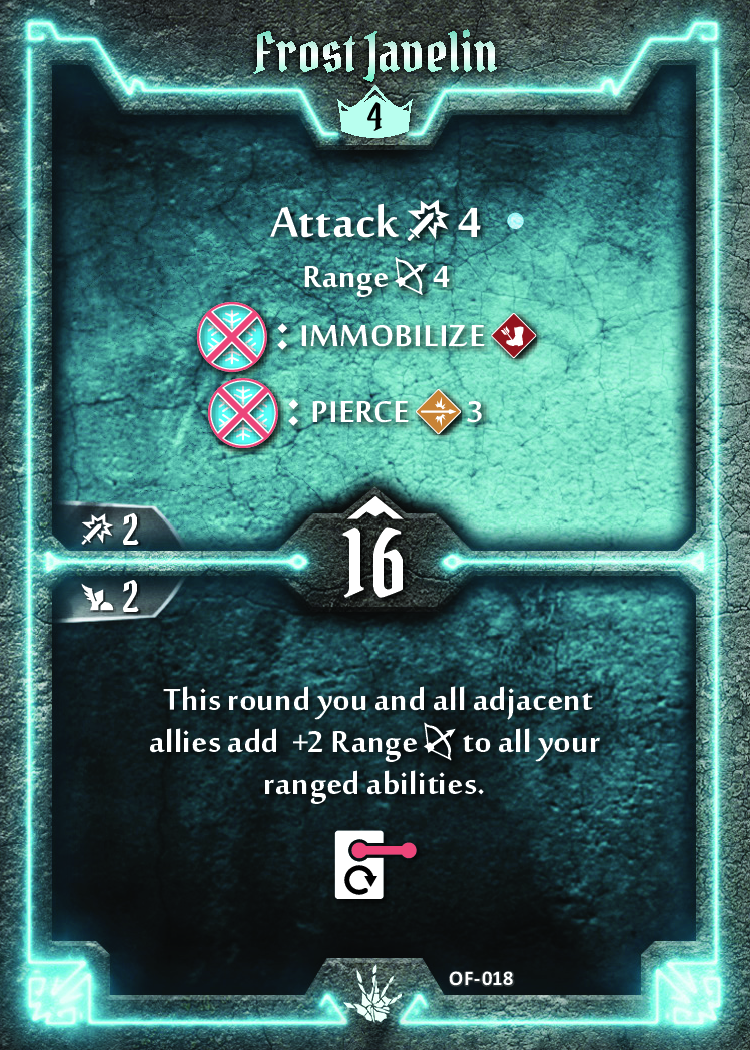 Frost Javelin
4
Attack 4
Range 4
: IMMOBILIZE
: PIERCE 3
2
16
2
This round you and all adjacent
allies add +2 Range to all your
ranged abilities.
OF-018